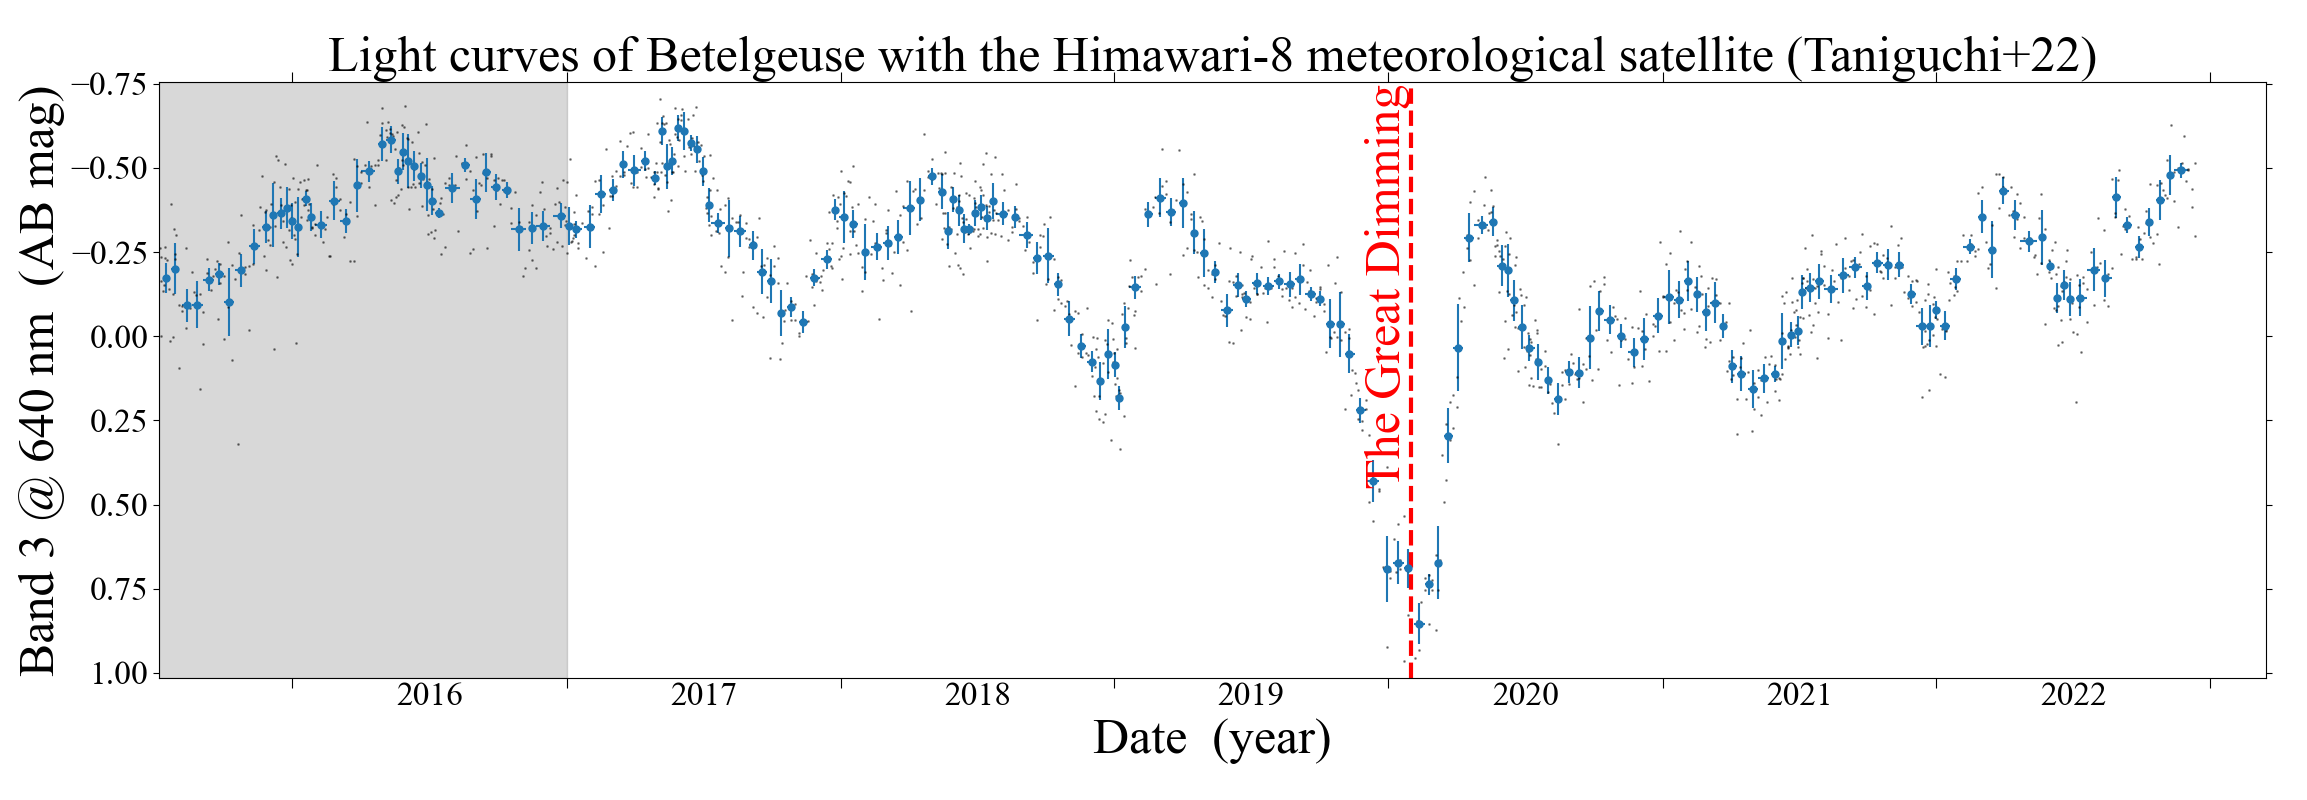 Light curves of Betelgeuse with the Himawari-8 meteorological satellite (Taniguchi+22)
Band 3 @ 640 nm  (AB mag)
−0.75
−0.50
−0.25
0.00
0.25
0.50
0.75
1.00
The Great Dimming
2016 2017 2018 2019 2020 2021 2022
Date  (year)